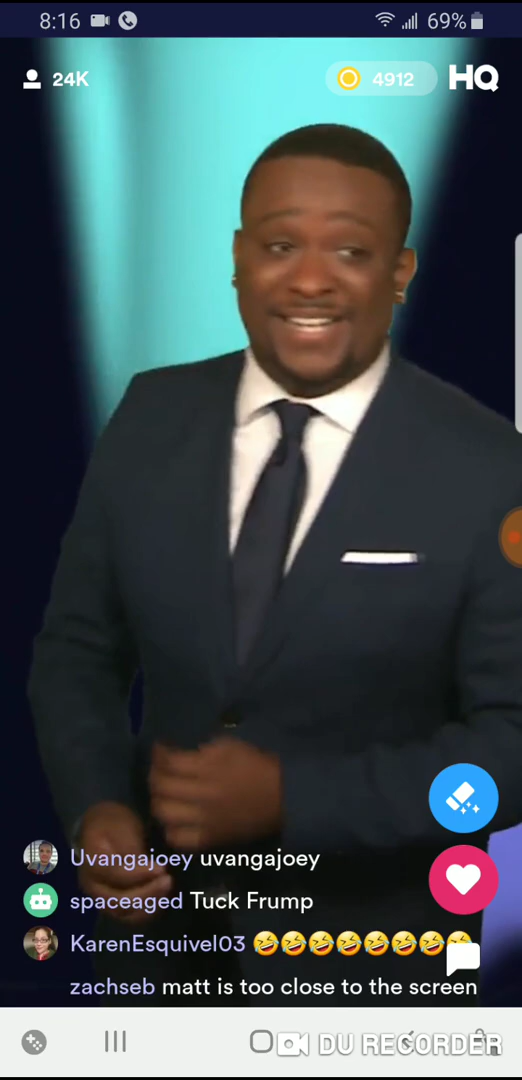 8:16 69%
24K 4912 HQ
Uvangajoey uvangajoey
spaceaged Tuck Frump
KarenEsquivel03 🤣🤣🤣🤣🤣🤣🤣🤣
zachseb matt is too close to the screen
DU RECORDER